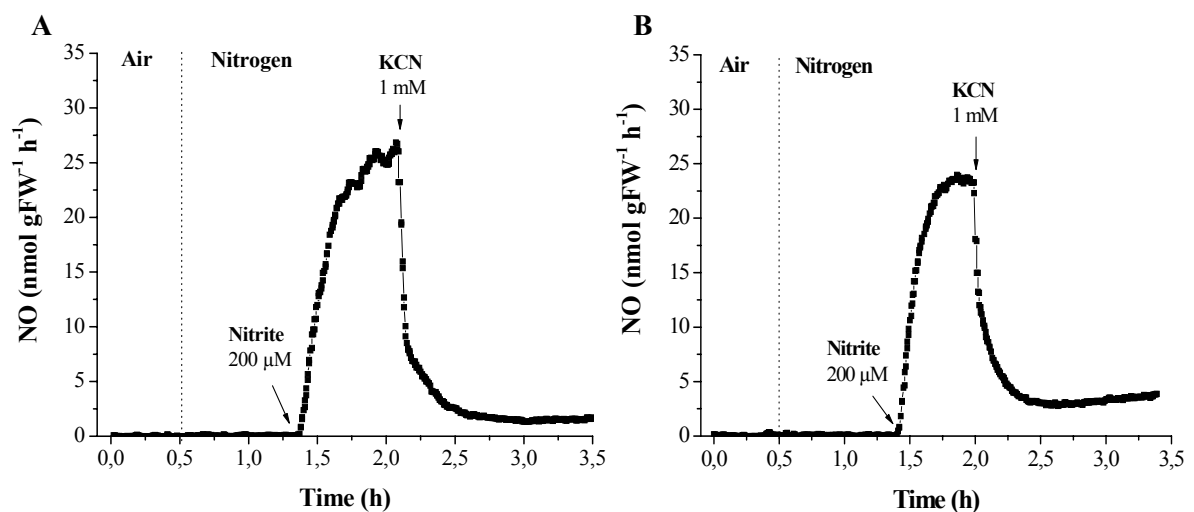 A
Air
Nitrogen
KCN
1 mM
Nitrite
200 µM
NO (nmol gFW⁻¹ h⁻¹)
35
30
25
20
15
10
5
0
0,0 0,5 1,0 1,5 2,0 2,5 3,0 3,5
Time (h)
B
Air
Nitrogen
KCN
1 mM
Nitrite
200 µM
NO (nmol gFW⁻¹ h⁻¹)
35
30
25
20
15
10
5
0
0,0 0,5 1,0 1,5 2,0 2,5 3,0 3,5
Time (h)